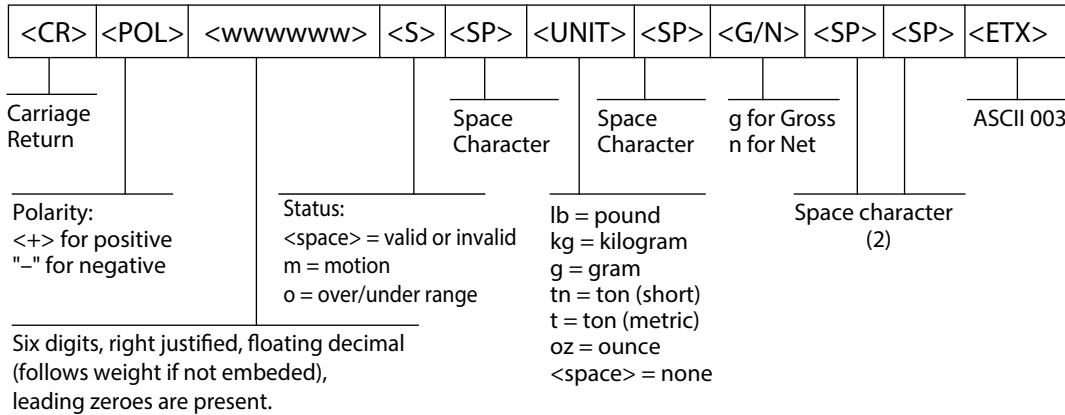 <CR> <POL> <wwwwww> <S> <SP> <UNIT> <SP> <G/N> <SP> <SP> <ETX>
Carriage
Return
Space
Character
Space
Character
g for Gross
n for Net
ASCII 003
Polarity:
<+> for positive
"–" for negative
Status:
<space> = valid or invalid
m = motion
o = over/under range
lb = pound
kg = kilogram
g = gram
tn = ton (short)
t = ton (metric)
oz = ounce
<space> = none
Space character
(2)
Six digits, right justified, floating decimal
(follows weight if not embeded),
leading zeroes are present.